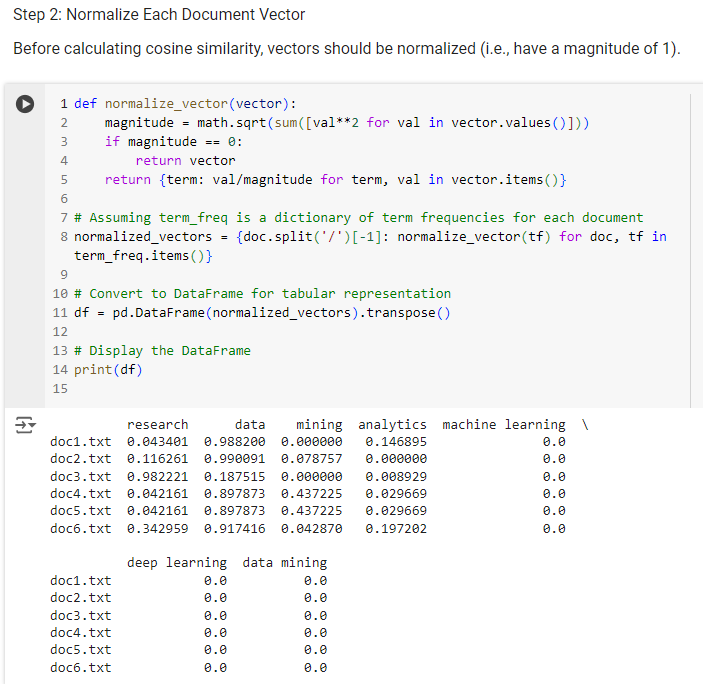 Step 2: Normalize Each Document Vector
Before calculating cosine similarity, vectors should be normalized (i.e., have a magnitude of 1).
1 def normalize_vector(vector):
2     magnitude = math.sqrt(sum([val**2 for val in vector.values()]))
3     if magnitude == 0:
4         return vector
5     return {term: val/magnitude for term, val in vector.items()}
6
7 # Assuming term_freq is a dictionary of term frequencies for each document
8 normalized_vectors = {doc.split('/')[-1]: normalize_vector(tf) for doc, tf in
term_freq.items()}
9
10 # Convert to DataFrame for tabular representation
11 df = pd.DataFrame(normalized_vectors).transpose()
12
13 # Display the DataFrame
14 print(df)
15
          research      data    mining  analytics  machine learning  \
doc1.txt  0.043401  0.988200  0.000000   0.146895               0.0
doc2.txt  0.116261  0.990091  0.078757   0.000000               0.0
doc3.txt  0.982221  0.187515  0.000000   0.008929               0.0
doc4.txt  0.042161  0.897873  0.437225   0.029669               0.0
doc5.txt  0.042161  0.897873  0.437225   0.029669               0.0
doc6.txt  0.342959  0.917416  0.042870   0.197202               0.0
          deep learning  data mining
doc1.txt            0.0          0.0
doc2.txt            0.0          0.0
doc3.txt            0.0          0.0
doc4.txt            0.0          0.0
doc5.txt            0.0          0.0
doc6.txt            0.0          0.0